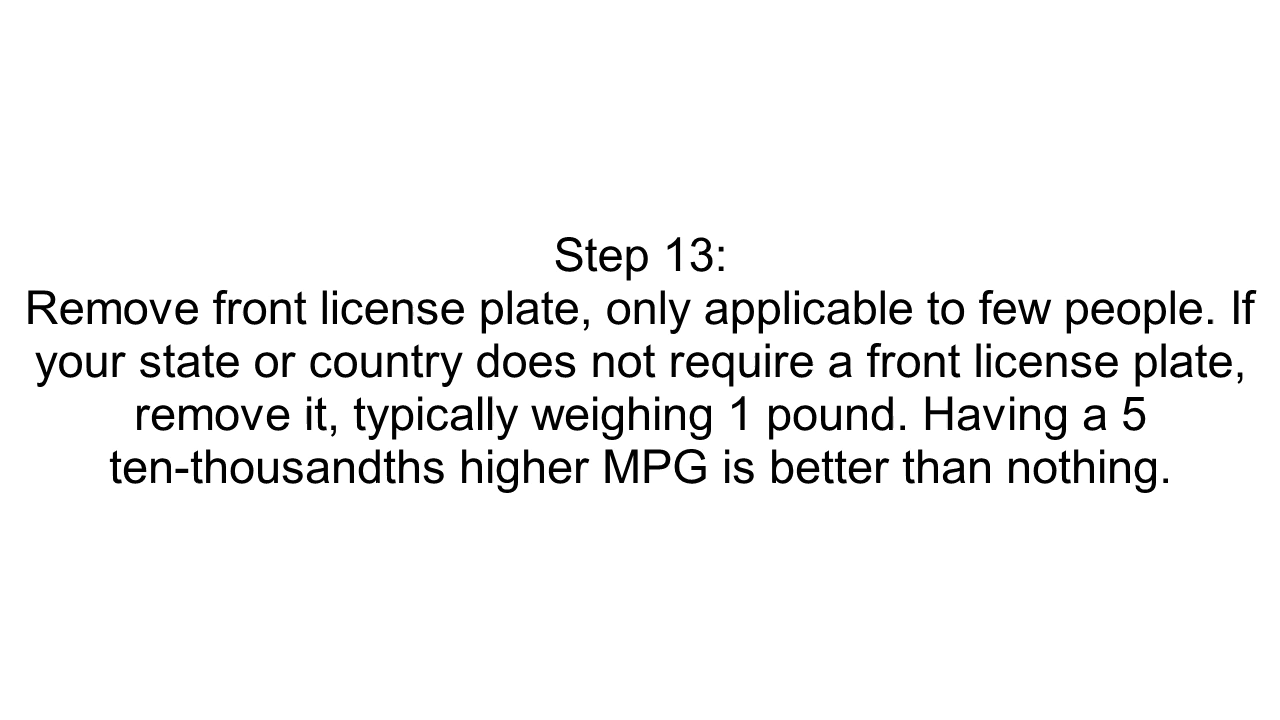 Step 13:
Remove front license plate, only applicable to few people. If
your state or country does not require a front license plate,
remove it, typically weighing 1 pound. Having a 5
ten-thousandths higher MPG is better than nothing.